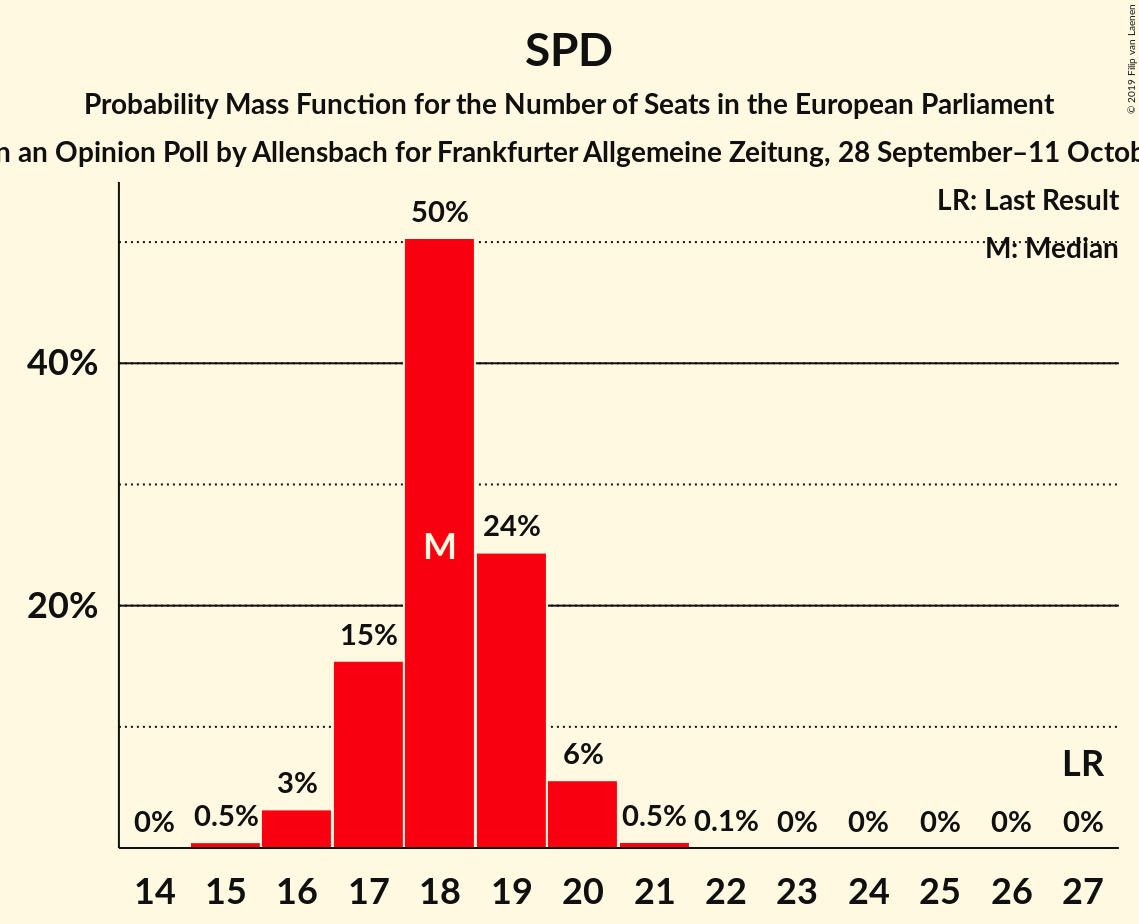 SPD
Probability Mass Function for the Number of Seats in the European Parliament
n an Opinion Poll by Allensbach for Frankfurter Allgemeine Zeitung, 28 September–11 Octob
© 2019 Filip van Laenen
LR: Last Result
M: Median
50%
40%
M
24%
20%
15%
6%
LR
3%
0% 0.5% 0.5% 0.1% 0% 0% 0% 0% 0%
14 15 16 17 18 19 20 21 22 23 24 25 26 27